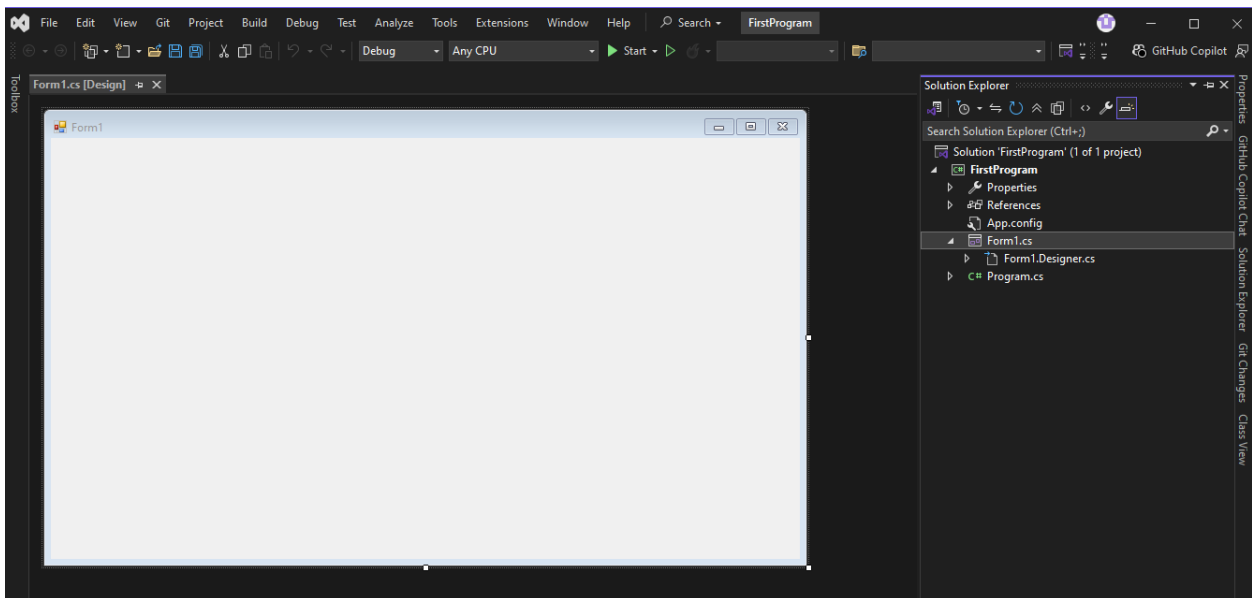 File Edit View Git Project Build Debug Test Analyze Tools Extensions Window Help Search FirstProgram
Debug Any CPU Start GitHub Copilot
Toolbox
Form1.cs [Design]
Form1
Solution Explorer
Search Solution Explorer (Ctrl+;)
Solution 'FirstProgram' (1 of 1 project)
C# FirstProgram
Properties
References
App.config
Form1.cs
Form1.Designer.cs
C# Program.cs
Properties
GitHub Copilot Chat
Solution Explorer
Git Changes
Class View